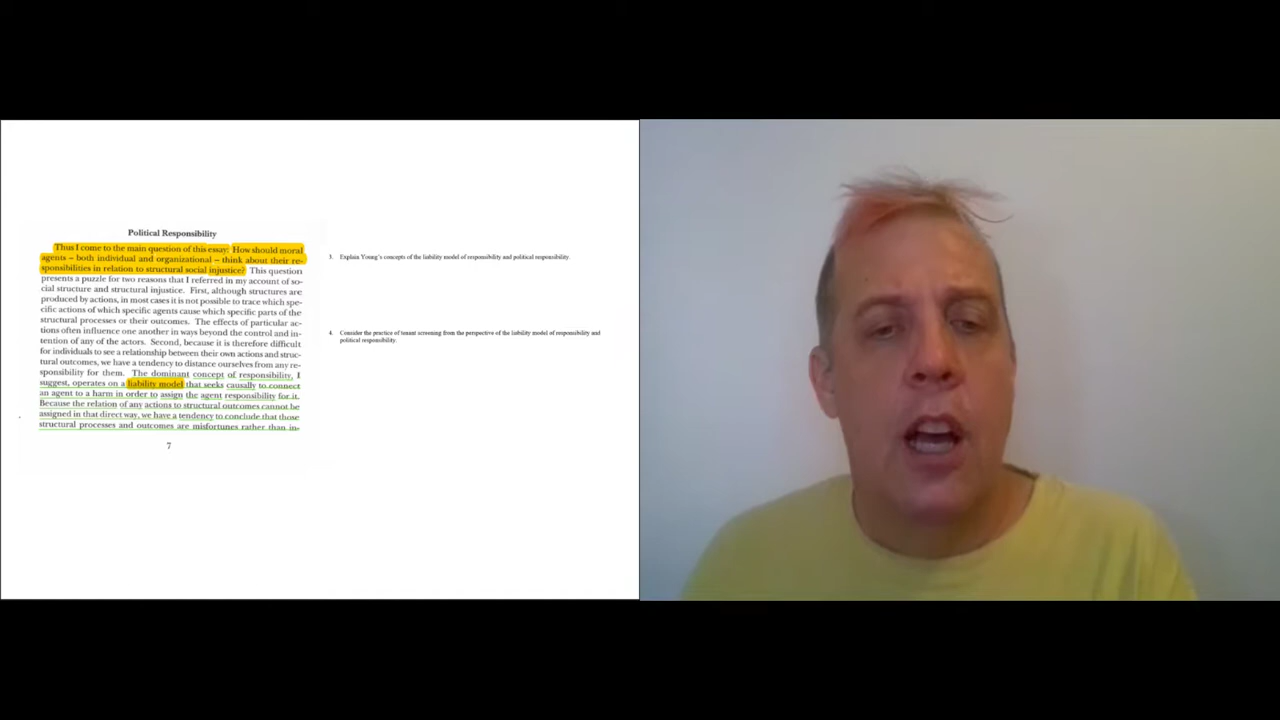 Political Responsibility
Thus I come to the main question of this essay: How should moral
agents – both individual and organizational – think about their re-
sponsibilities in relation to structural social injustice? This question
presents a puzzle for two reasons that I referred in my account of so-
cial structure and structural injustice. First, although structures are
produced by actions, in most cases it is not possible to trace which spe-
cific actions of which specific agents cause which specific parts of the
structural processes or their outcomes. The effects of particular ac-
tions often influence one another in ways beyond the control and in-
tention of any of the actors. Second, because it is therefore difficult
for individuals to see a relationship between their own actions and struc-
tural outcomes, we have a tendency to distance ourselves from any re-
sponsibility for them. The dominant concept of responsibility, I
suggest, operates on a liability model that seeks causally to connect
an agent to a harm in order to assign the agent responsibility for it.
Because the relation of any actions to structural outcomes cannot be
assigned in that direct way, we have a tendency to conclude that those
structural processes and outcomes are misfortunes rather than in-
7
3. Explain Young's concepts of the liability model of responsibility and political responsibility.
4. Consider the practice of tenant screening from the perspective of the liability model of responsibility and
political responsibility.